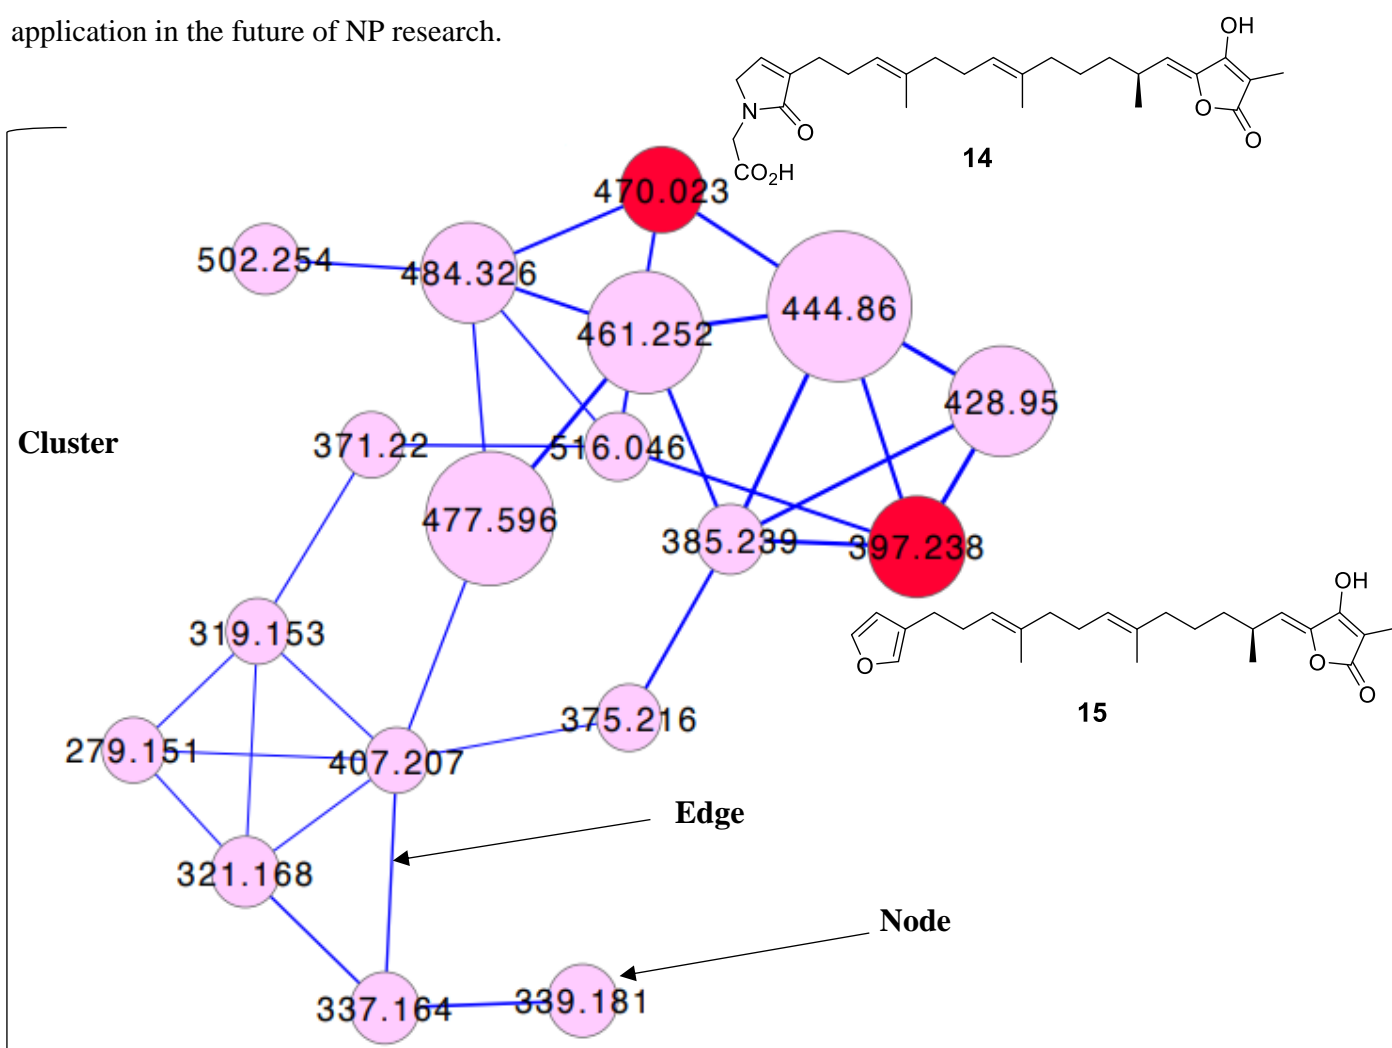 application in the future of NP research.
OH
N
O
O
O
CO2H
14
470.023
502.254
484.326
444.86
461.252
428.95
Cluster
371.22
516.046
477.596
385.239
397.238
OH
O
O
O
15
319.153
375.216
279.151
407.207
Edge
321.168
Node
337.164
339.181